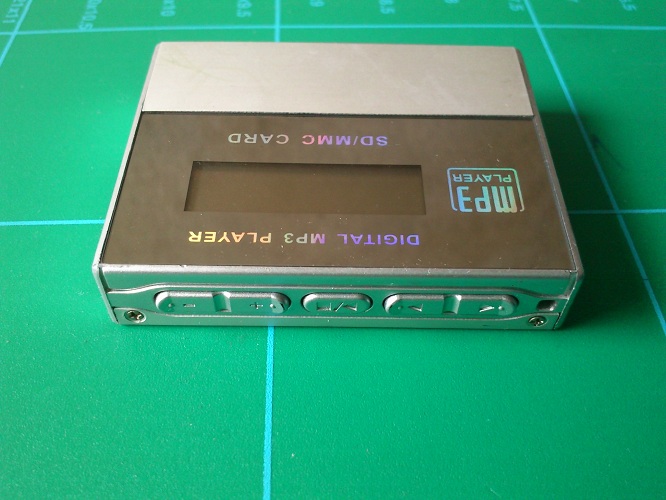 DIGITAL MP3 PLAYER
SD/MMC CARD
MP3
PLAYER
- +